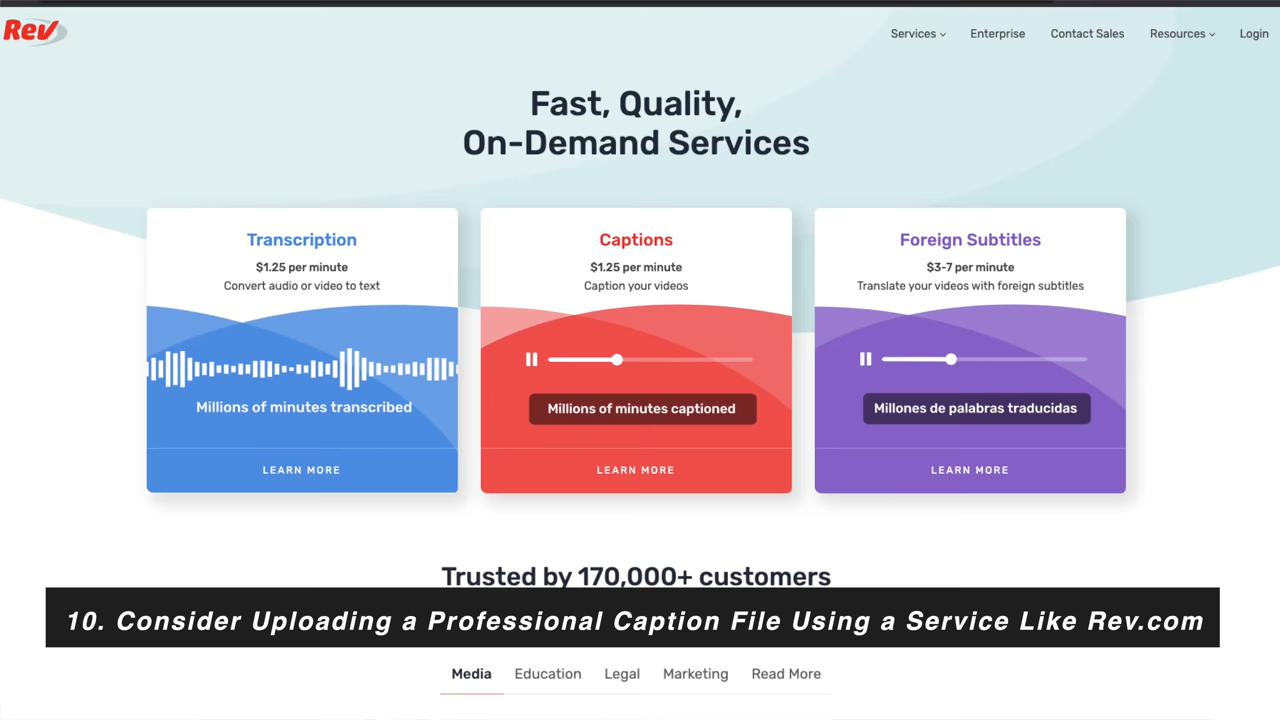 Rev
Services
Enterprise
Contact Sales
Resources
Login
Fast, Quality,
On-Demand Services
Transcription
$1.25 per minute
Convert audio or video to text
Millions of minutes transcribed
LEARN MORE
Captions
$1.25 per minute
Caption your videos
Millions of minutes captioned
LEARN MORE
Foreign Subtitles
$3-7 per minute
Translate your videos with foreign subtitles
Millones de palabras traducidas
LEARN MORE
Trusted by 170,000+ customers
10. Consider Uploading a Professional Caption File Using a Service Like Rev.com
Media
Education
Legal
Marketing
Read More